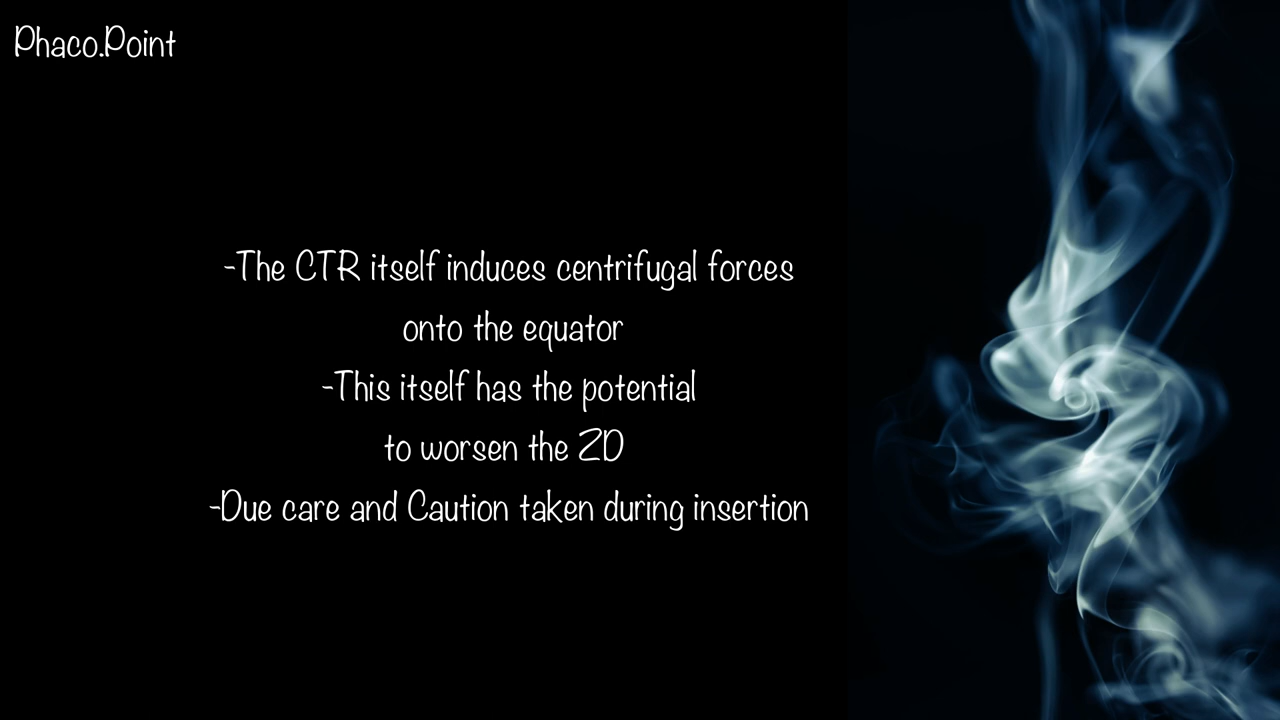 Phaco.Point
-The CTR itself induces centrifugal forces
onto the equator
-This itself has the potential
to worsen the ZD
-Due care and Caution taken during insertion